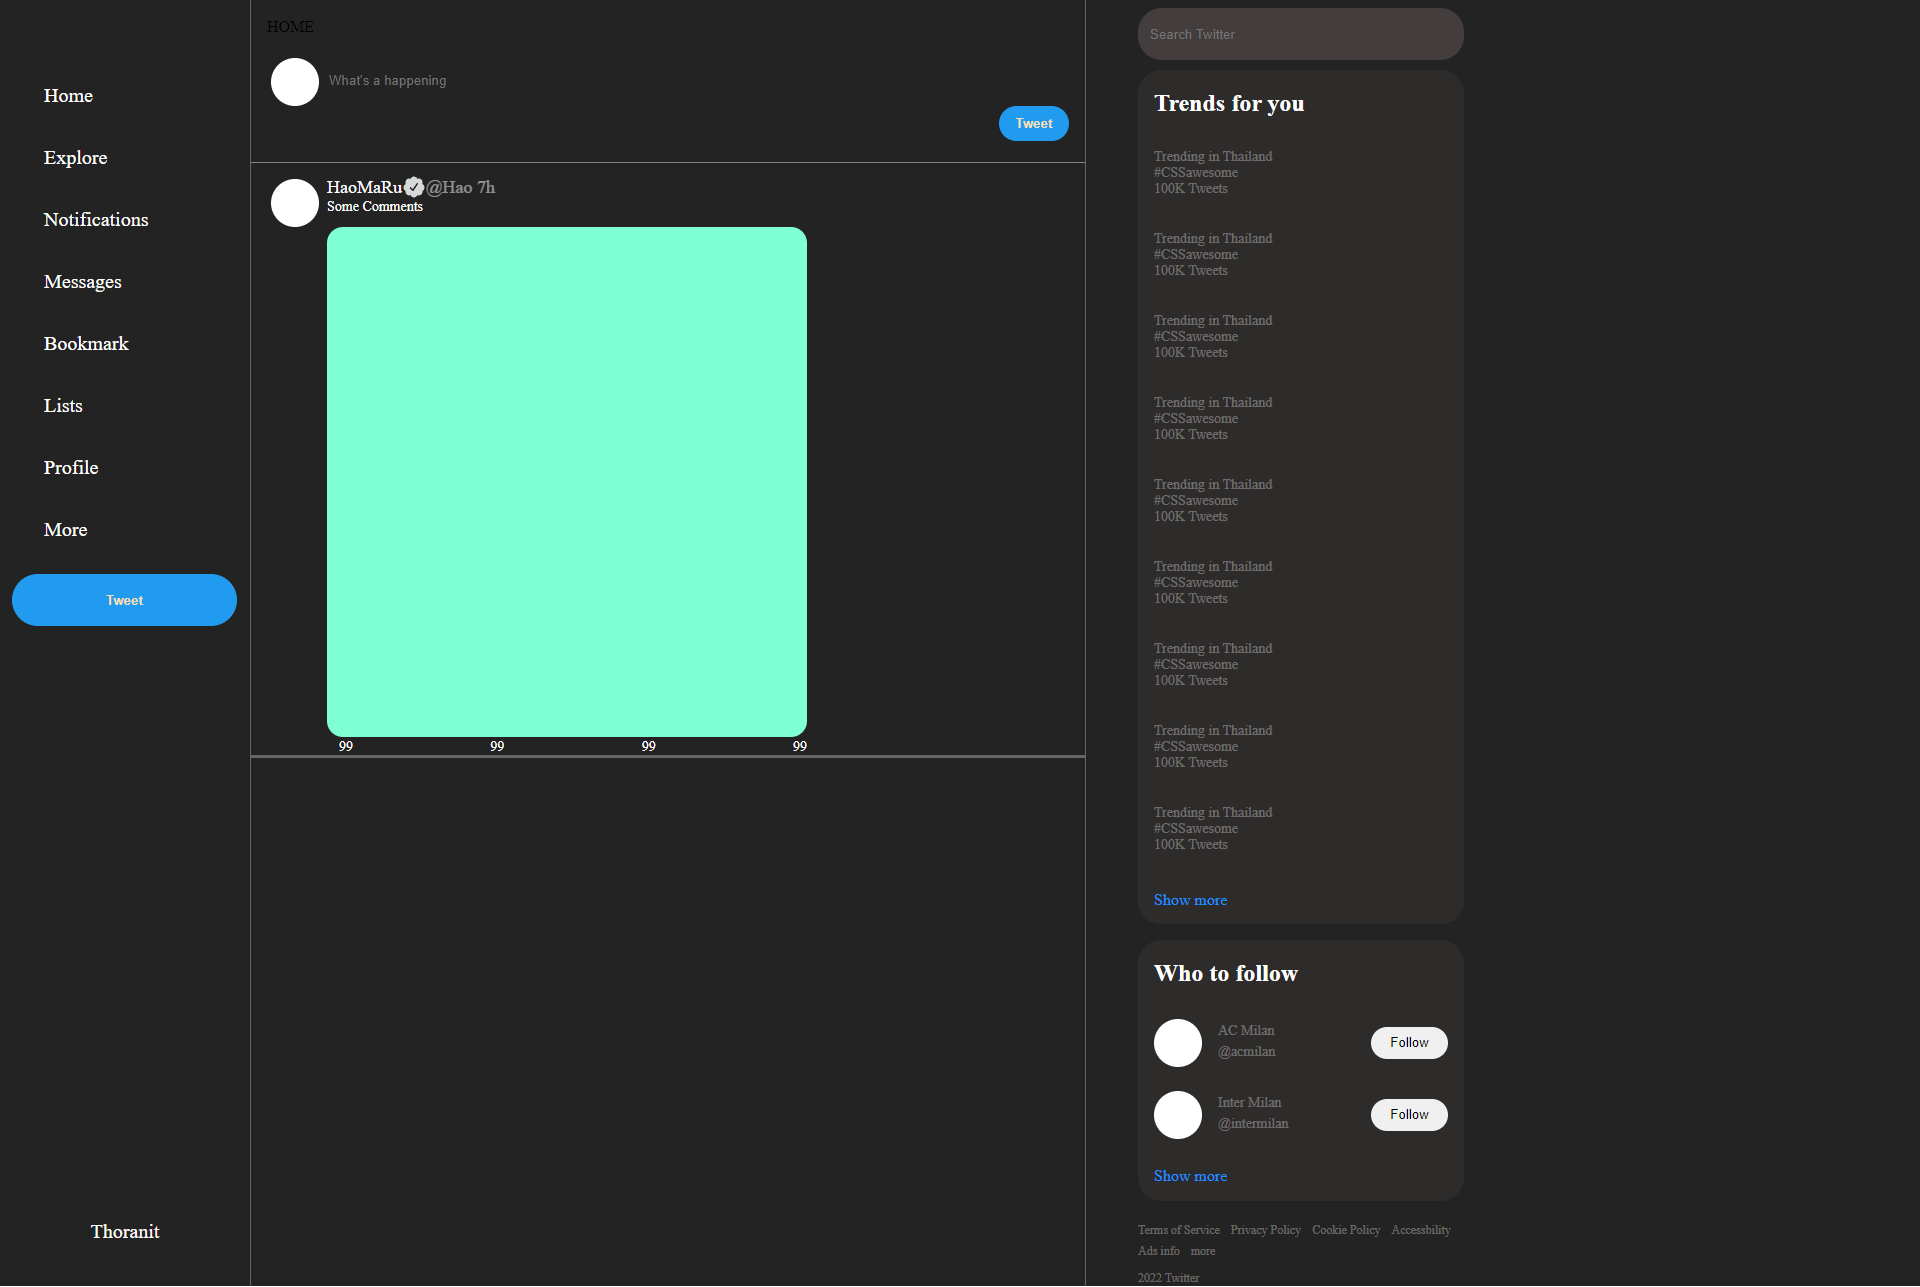 Home
Explore
Notifications
Messages
Bookmark
Lists
Profile
More
Tweet
Thoranit
HOME
What's a happening
Tweet
HaoMaRu @Hao 7h
Some Comments
99 99 99 99
Search Twitter
Trends for you
Trending in Thailand
#CSSawesome
100K Tweets
Trending in Thailand
#CSSawesome
100K Tweets
Trending in Thailand
#CSSawesome
100K Tweets
Trending in Thailand
#CSSawesome
100K Tweets
Trending in Thailand
#CSSawesome
100K Tweets
Trending in Thailand
#CSSawesome
100K Tweets
Trending in Thailand
#CSSawesome
100K Tweets
Trending in Thailand
#CSSawesome
100K Tweets
Trending in Thailand
#CSSawesome
100K Tweets
Show more
Who to follow
AC Milan
@acmilan
Follow
Inter Milan
@intermilan
Follow
Show more
Terms of Service Privacy Policy Cookie Policy Accessbility
Ads info more
2022 Twitter